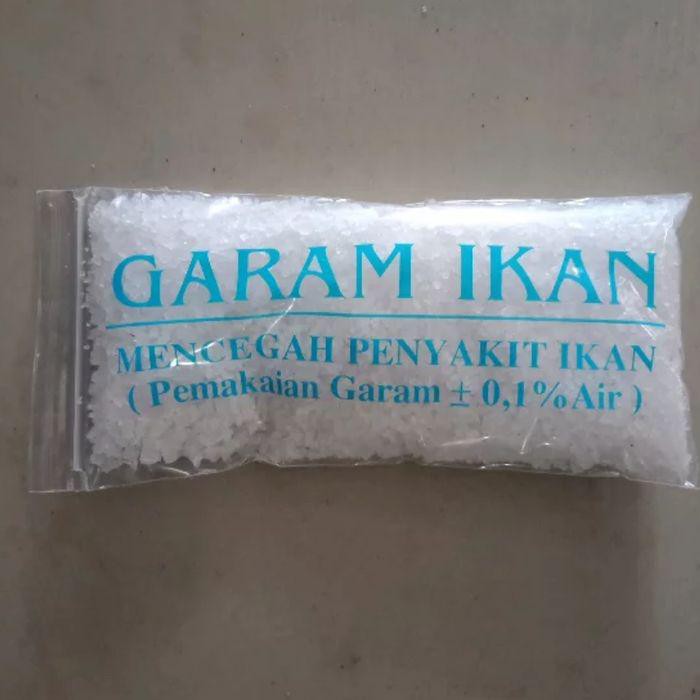 GARAM IKAN
MENCEGAH PENYAKIT IKAN
( Pemakaian Garam ± 0,1% Air )